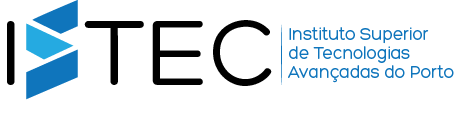 ISTEC
Instituto Superior
de Tecnologias
Avançadas do Porto